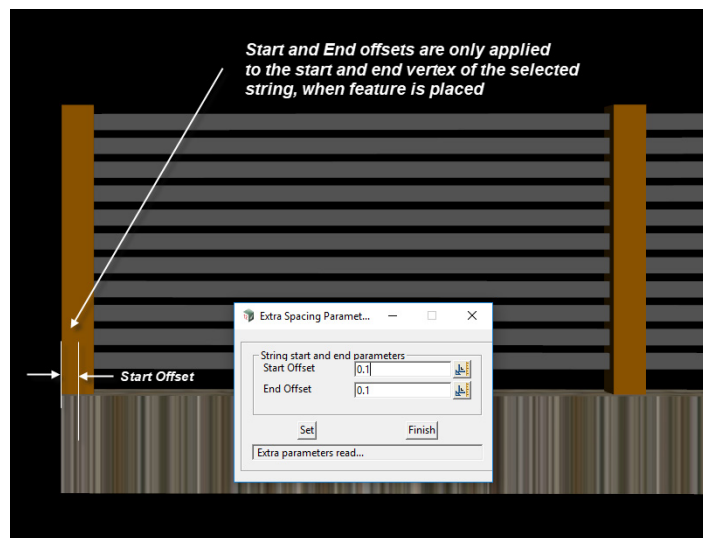 Start and End offsets are only applied
to the start and end vertex of the selected
string, when feature is placed
Extra Spacing Paramet...
String start and end parameters
Start Offset 0.1
End Offset 0.1
Start Offset
Set Finish
Extra parameters read...